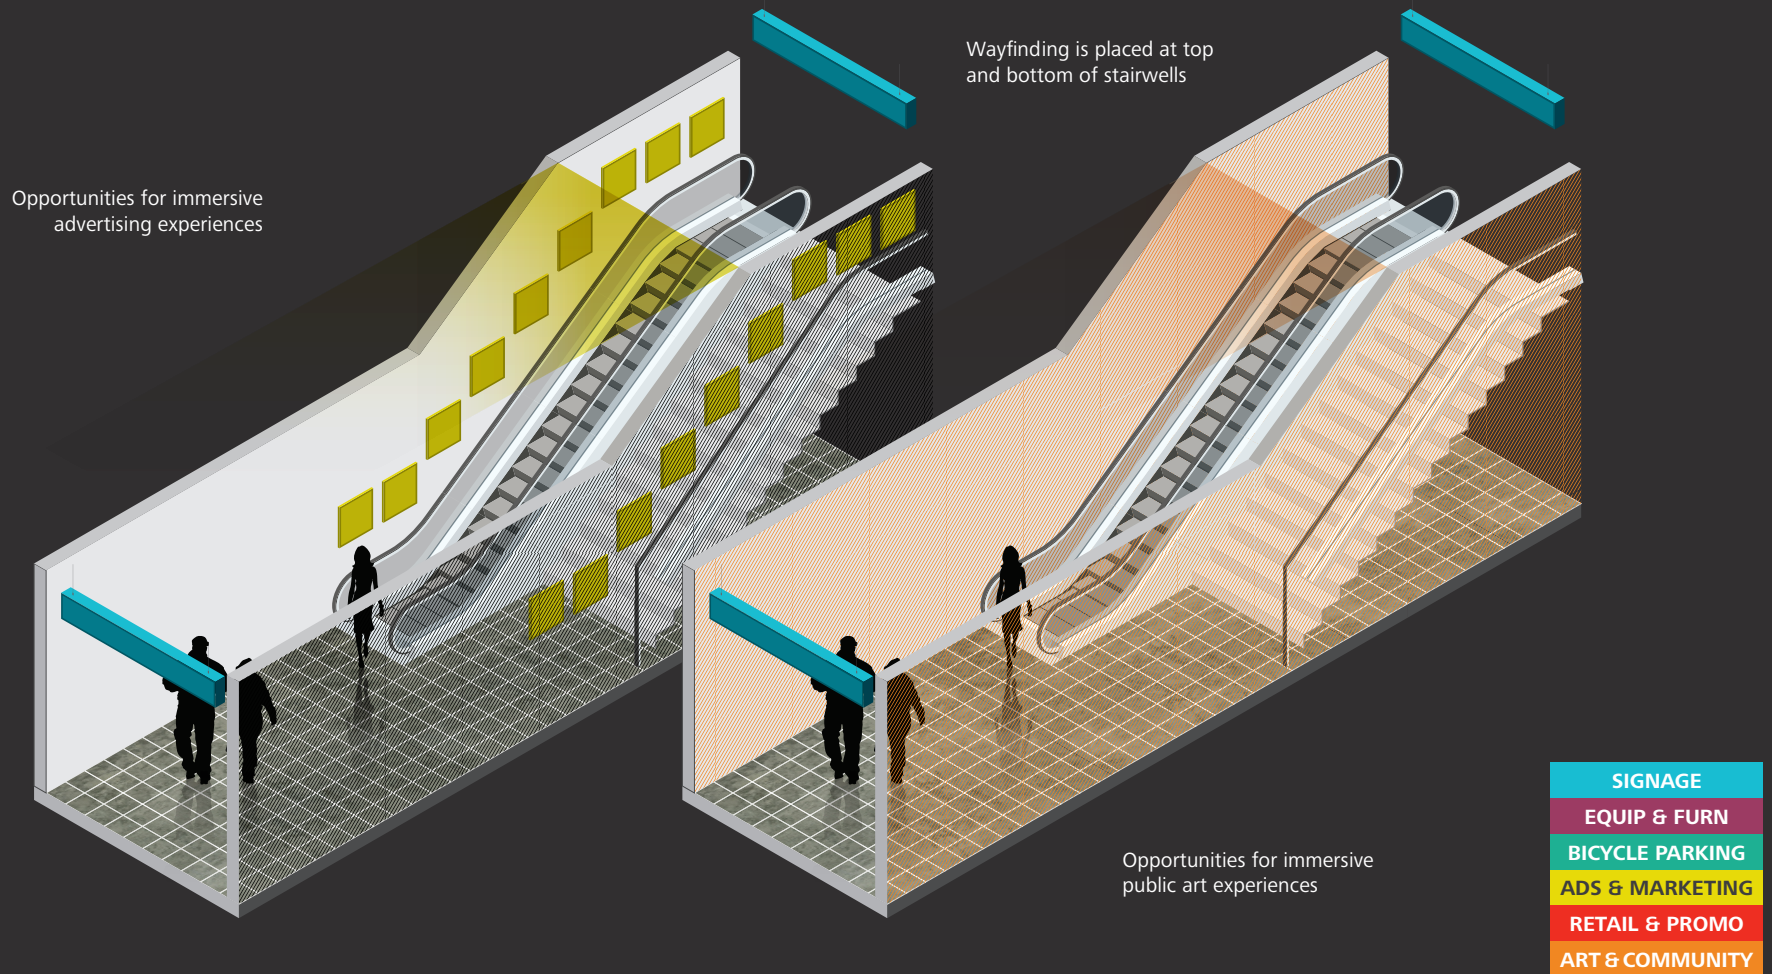 Wayfinding is placed at top
and bottom of stairwells
Opportunities for immersive
advertising experiences
Opportunities for immersive
public art experiences
SIGNAGE
EQUIP & FURN
BICYCLE PARKING
ADS & MARKETING
RETAIL & PROMO
ART & COMMUNITY